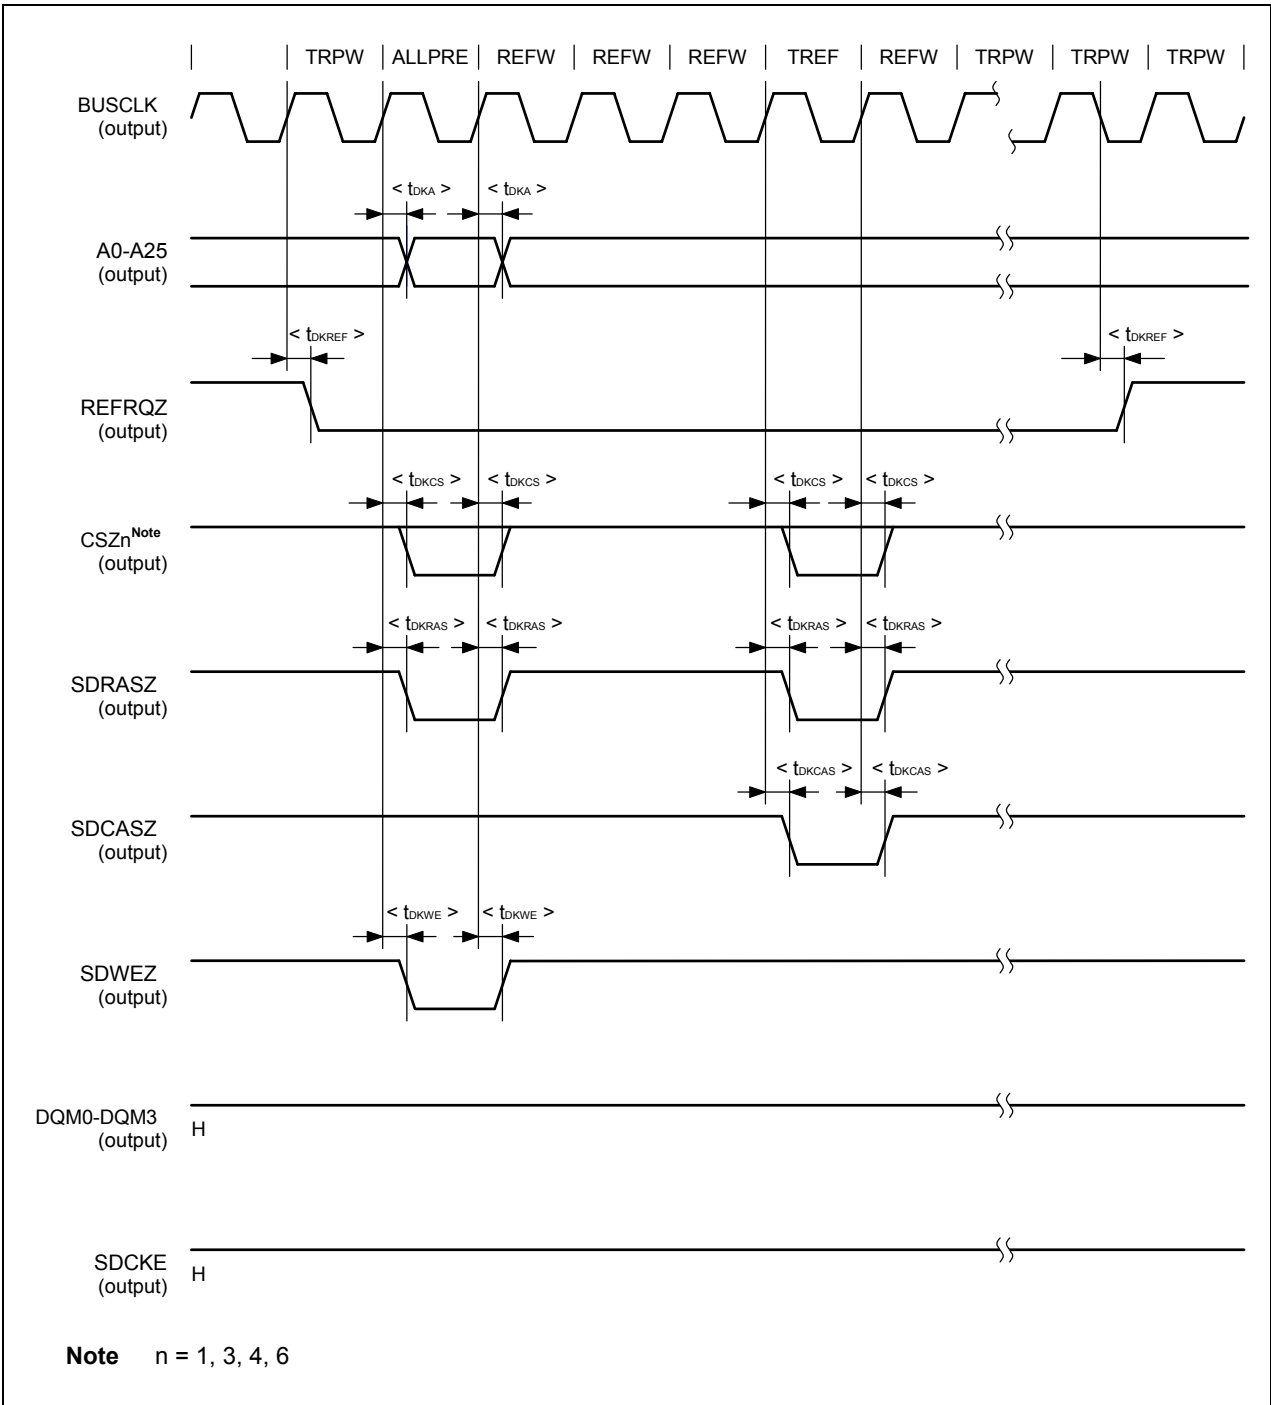 TRPW ALLPRE REFW REFW REFW TREF REFW TRPW TRPW TRPW
BUSCLK
(output)
< tDKA > < tDKA >
A0-A25
(output)
< tDKREF > < tDKREF >
REFRQZ
(output)
< tDKCS > < tDKCS > < tDKCS > < tDKCS >
CSZnNote
(output)
< tDKRAS > < tDKRAS > < tDKRAS > < tDKRAS >
SDRASZ
(output)
< tDKCAS > < tDKCAS >
SDCASZ
(output)
< tDKWE > < tDKWE >
SDWEZ
(output)
DQM0-DQM3
(output) H
SDCKE
(output) H
Note n = 1, 3, 4, 6